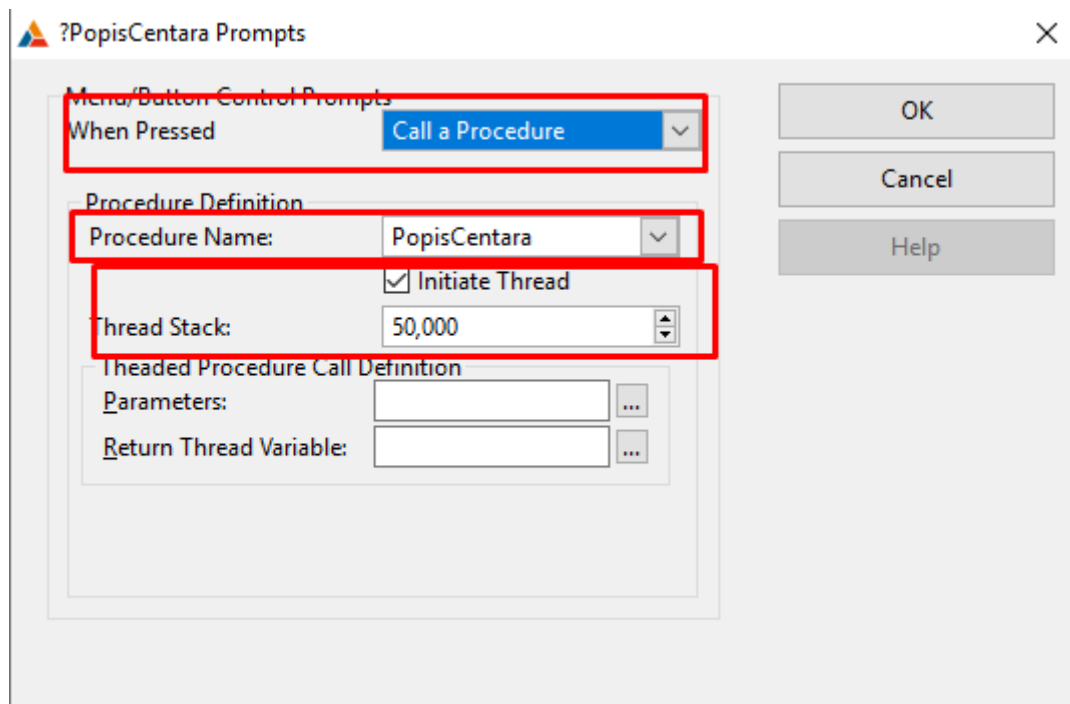 ?PopisCentara Prompts
Menu/Button Control Prompts
When Pressed Call a Procedure
OK
Cancel
Procedure Definition
Procedure Name: PopisCentara
Help
Initiate Thread
Thread Stack: 50,000
Theaded Procedure Call Definition
Parameters: ...
Return Thread Variable: ...